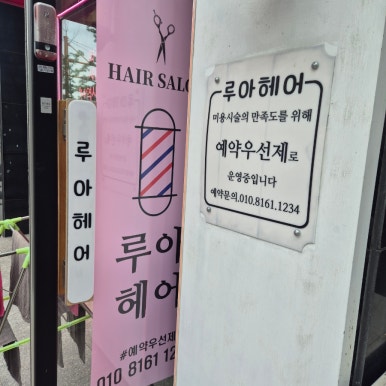 루아헤어
HAIR SALO
루아
헤어
#예약우선제
010 8161 12
루아헤어
미용시술의 만족도를 위해
예약우선제로
운영중입니다
예약문의.010.8161.1234